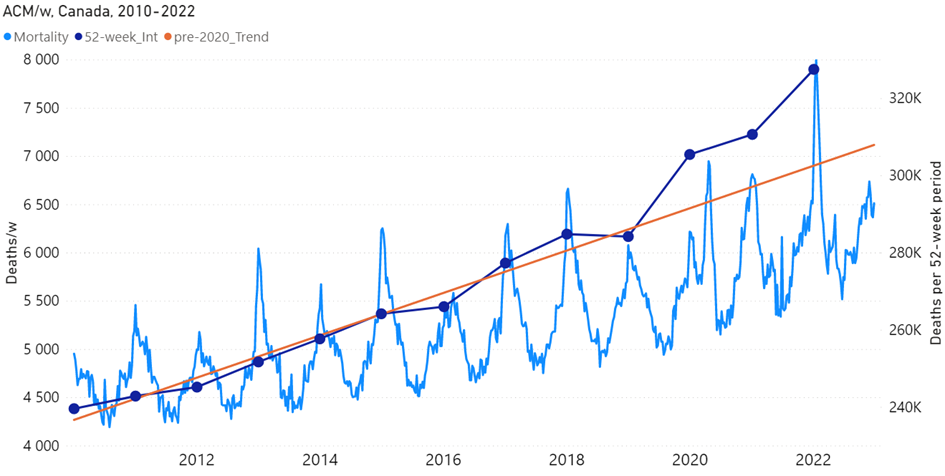 ACM/w, Canada, 2010-2022
Mortality 52-week_Int pre-2020_Trend
8 000
7 500
7 000
6 500
6 000
5 500
5 000
4 500
4 000
Deaths/w
320K
300K
280K
260K
240K
Deaths per 52-week period
2012 2014 2016 2018 2020 2022